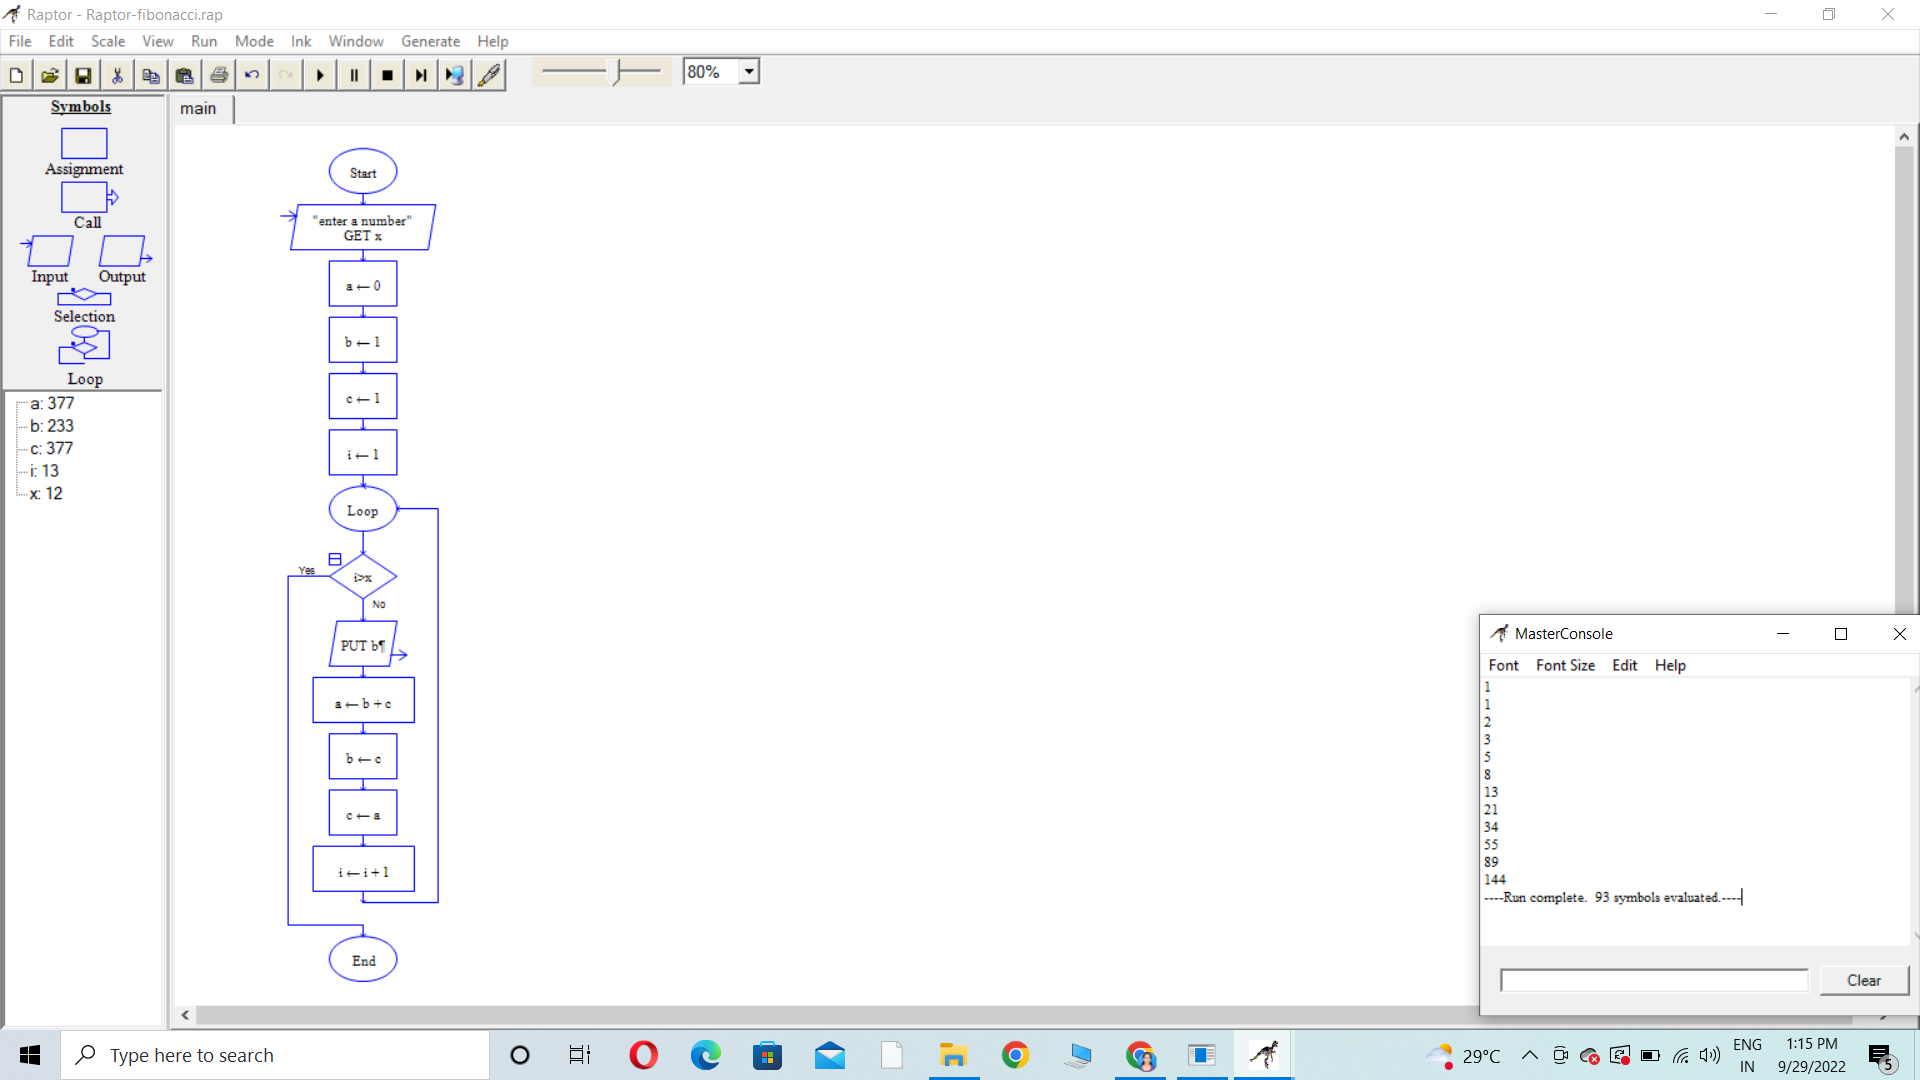 Raptor - Raptor-fibonacci.rap
File Edit Scale View Run Mode Ink Window Generate Help
80%
Symbols
Assignment
Call
Input Output
Selection
Loop
a: 377
b: 233
c: 377
i: 13
x: 12
main
Start
"enter a number"
GET x
a ← 0
b ← 1
c ← 1
i ← 1
Loop
Yes
i>x
No
PUT b¶
a ← b + c
b ← c
c ← a
i ← i + 1
End
MasterConsole
Font Font Size Edit Help
1
1
2
3
5
8
13
21
34
55
89
144
----Run complete.  93 symbols evaluated.----
Clear
Type here to search
29°C
ENG
IN
1:15 PM
9/29/2022
5